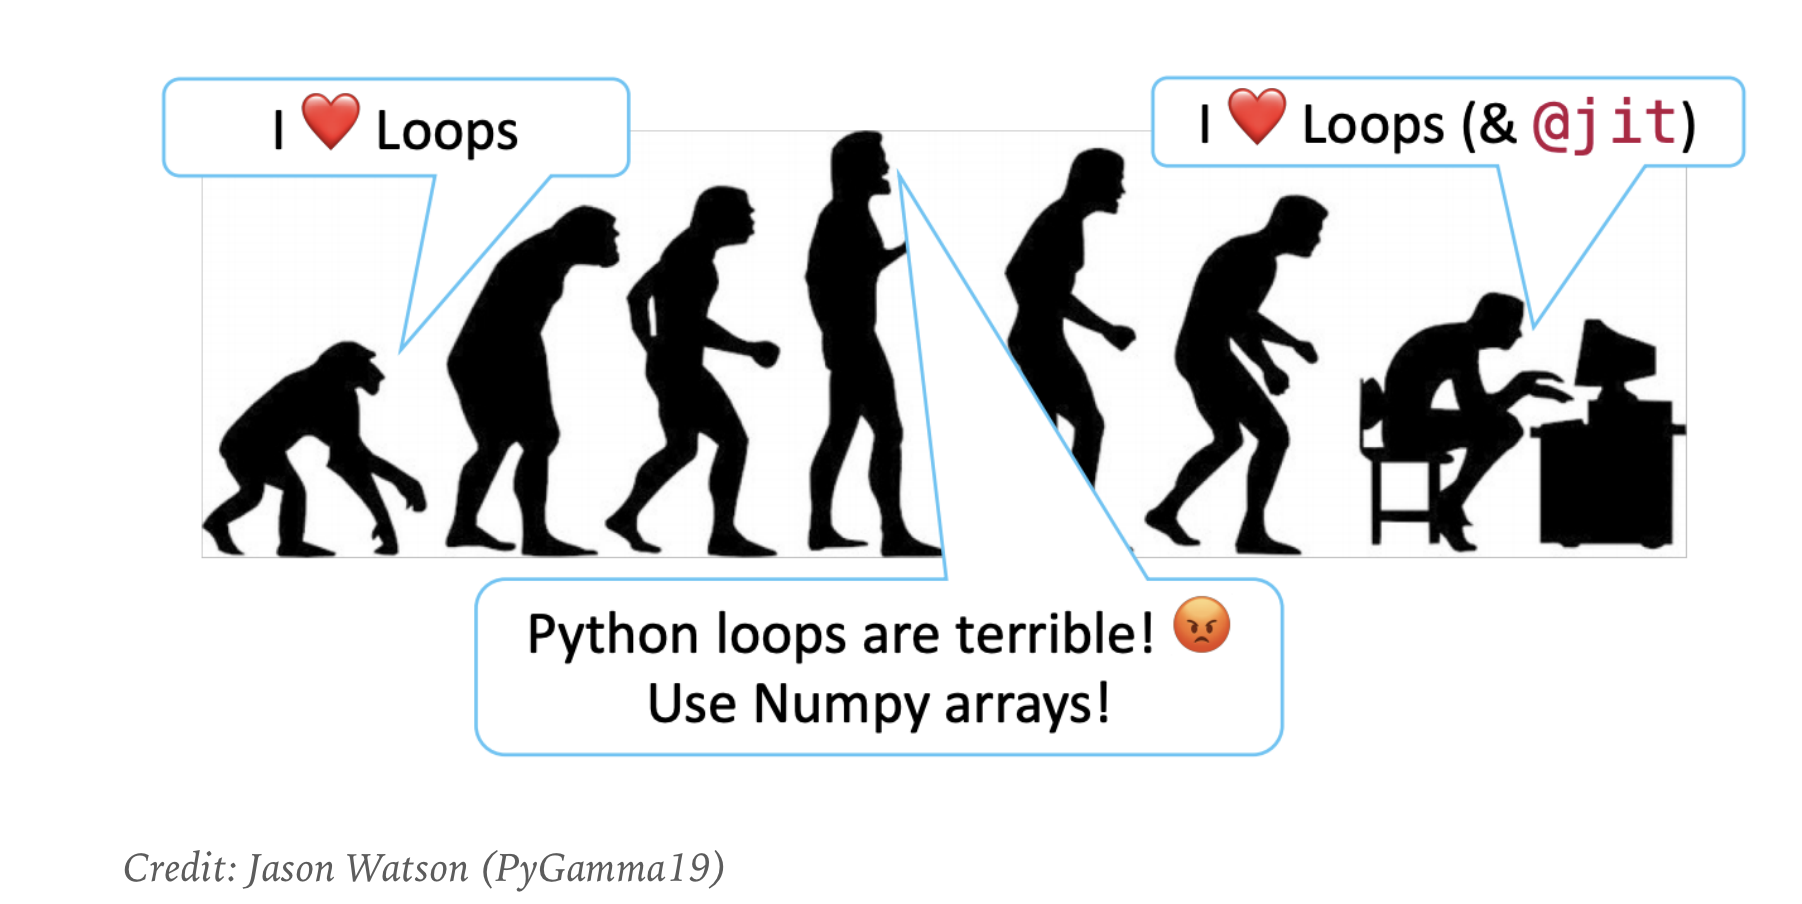 I ❤️ Loops
I ❤️ Loops (& @jit)
Python loops are terrible! 😡
Use Numpy arrays!
Credit: Jason Watson (PyGamma19)